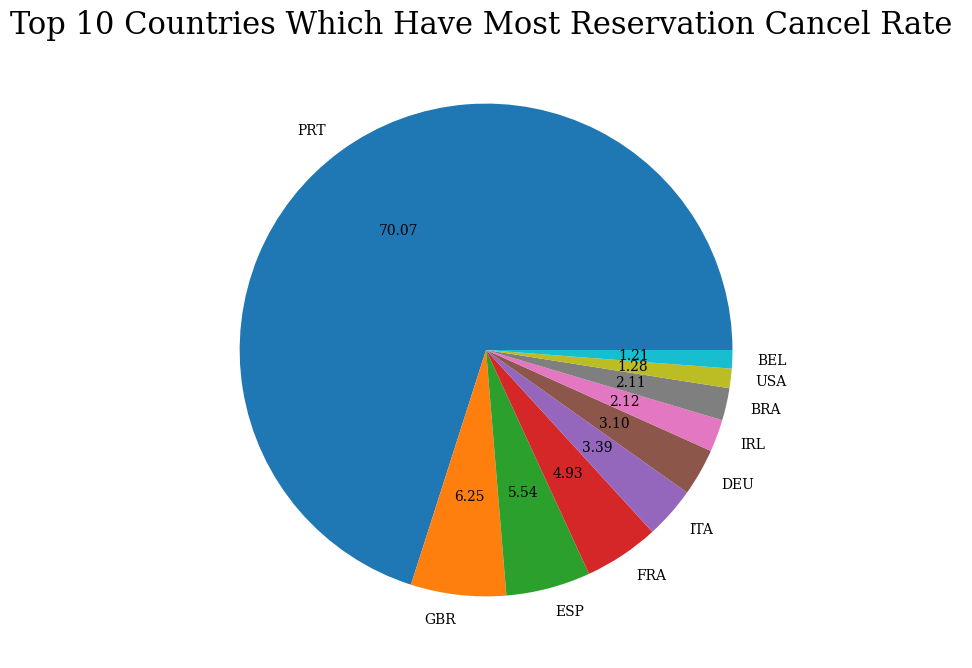 Top 10 Countries Which Have Most Reservation Cancel Rate
PRT
70.07
1.21
BEL
1.28
USA
2.11
BRA
2.12
IRL
3.10
DEU
3.39
ITA
4.93
FRA
5.54
ESP
6.25
GBR